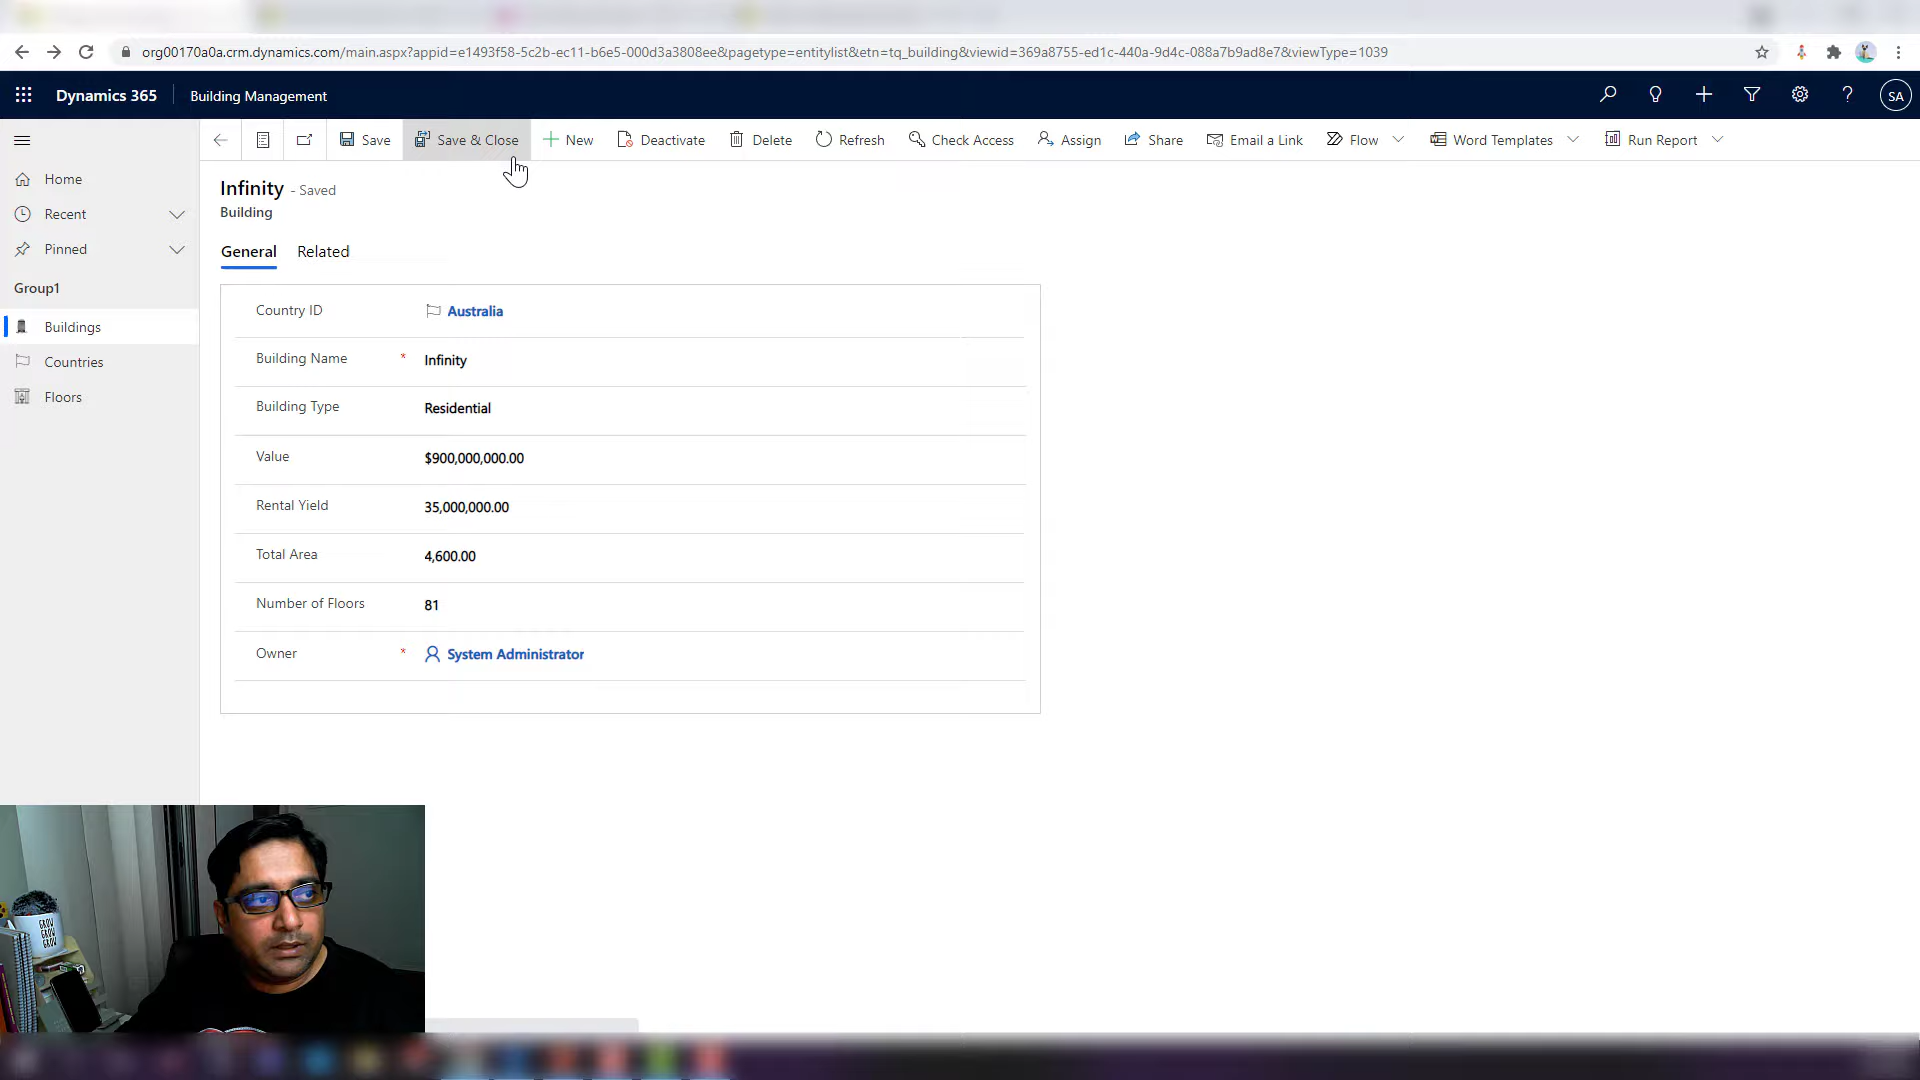 org00170a0a.crm.dynamics.com/main.aspx?appid=e1493f58-5c2b-ec11-b6e5-000d3a3808ee&pagetype=entitylist&etn=tq_building&viewid=369a8755-ed1c-440a-9d4c-088a7b9ad8e7&viewType=1039
Dynamics 365 Building Management
SA
Save Save & Close New Deactivate Delete Refresh Check Access Assign Share Email a Link Flow Word Templates Run Report
Home
Recent
Pinned
Group1
Buildings
Countries
Floors
Infinity - Saved
Building
General Related
Country ID Australia
Building Name * Infinity
Building Type Residential
Value $900,000,000.00
Rental Yield 35,000,000.00
Total Area 4,600.00
Number of Floors 81
Owner * System Administrator
GROW
GROW
GROW